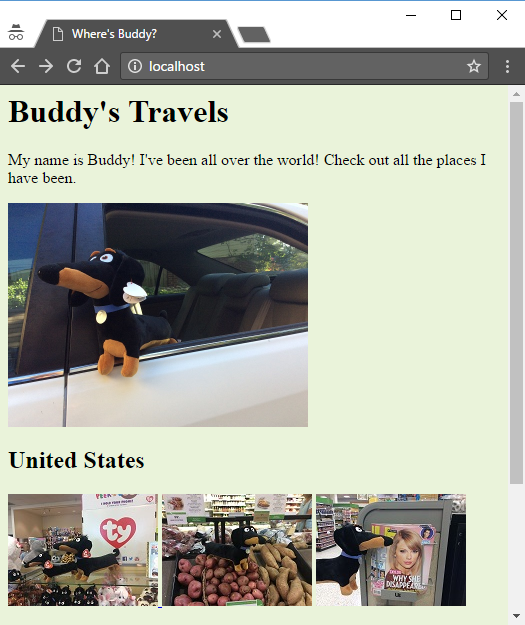 Where's Buddy?
localhost
Buddy's Travels
My name is Buddy! I've been all over the world! Check out all the places I
have been.
United States
ty
WHY SHE
DISAPPEARED